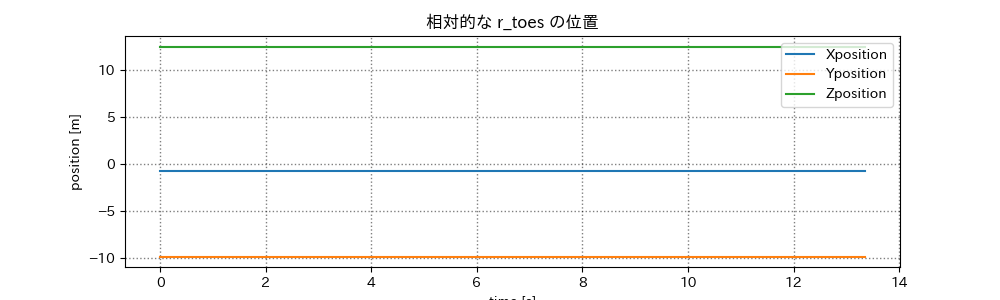 相対的な r_toes の位置
position [m]
10
5
0
−5
−10
Xposition
Yposition
Zposition
0 2 4 6 8 10 12 14
time [s]